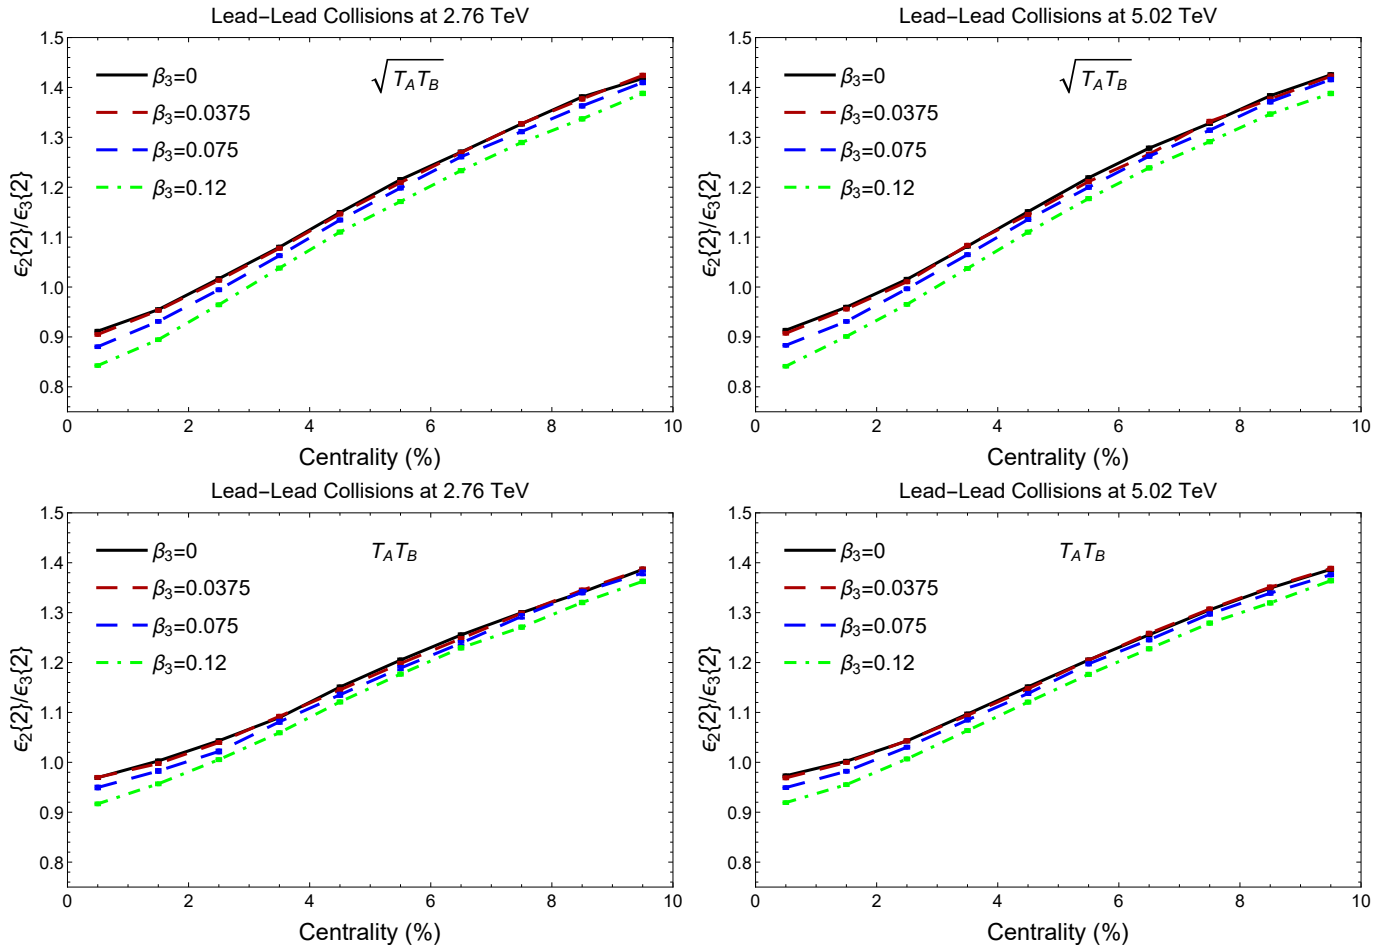 Lead–Lead Collisions at 2.76 TeV
1.5
1.4
1.3
1.2
1.1
1.0
0.9
0.8
ϵ₂{2}/ϵ₃{2}
β₃=0
β₃=0.0375
β₃=0.075
β₃=0.12
√(T_A T_B)
0 2 4 6 8 10
Centrality (%)
Lead–Lead Collisions at 5.02 TeV
1.5
1.4
1.3
1.2
1.1
1.0
0.9
0.8
ϵ₂{2}/ϵ₃{2}
β₃=0
β₃=0.0375
β₃=0.075
β₃=0.12
√(T_A T_B)
0 2 4 6 8 10
Centrality (%)
Lead–Lead Collisions at 2.76 TeV
1.5
1.4
1.3
1.2
1.1
1.0
0.9
0.8
ϵ₂{2}/ϵ₃{2}
β₃=0
β₃=0.0375
β₃=0.075
β₃=0.12
T_A T_B
0 2 4 6 8 10
Centrality (%)
Lead–Lead Collisions at 5.02 TeV
1.5
1.4
1.3
1.2
1.1
1.0
0.9
0.8
ϵ₂{2}/ϵ₃{2}
β₃=0
β₃=0.0375
β₃=0.075
β₃=0.12
T_A T_B
0 2 4 6 8 10
Centrality (%)